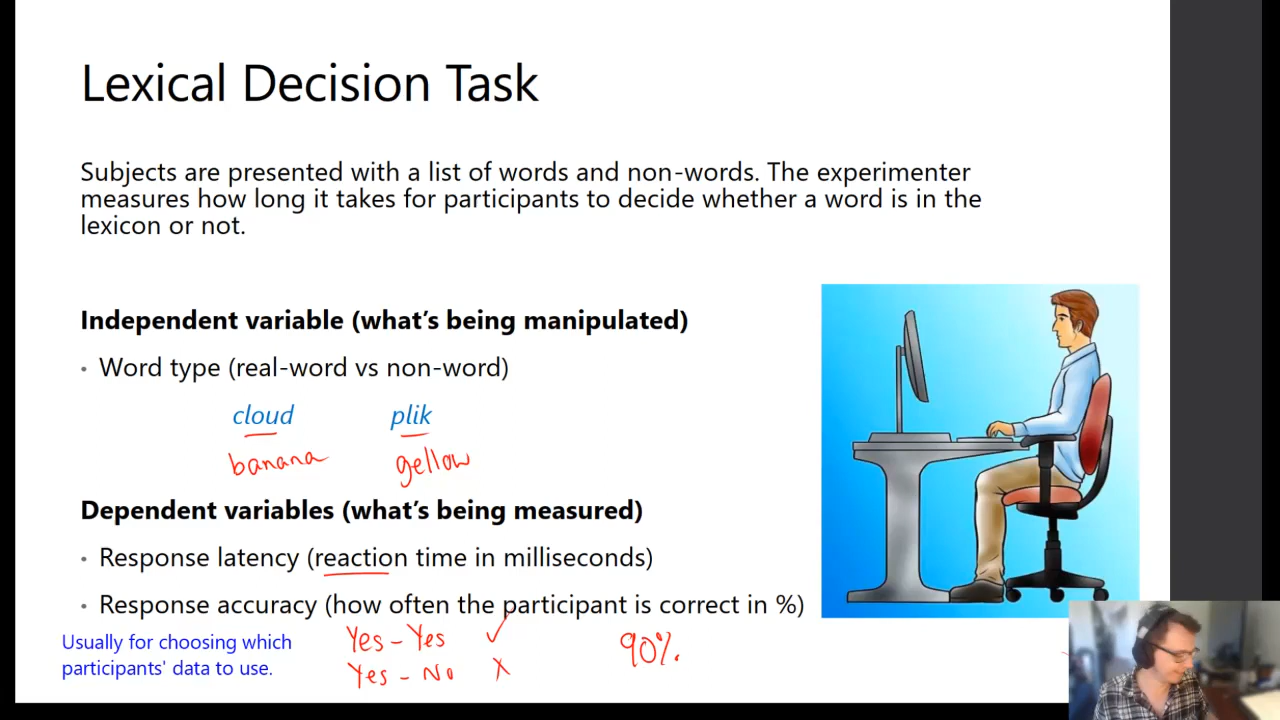 Lexical Decision Task
Subjects are presented with a list of words and non-words. The experimenter
measures how long it takes for participants to decide whether a word is in the
lexicon or not.
Independent variable (what's being manipulated)
• Word type (real-word vs non-word)
cloud plik
banana gellow
Dependent variables (what's being measured)
• Response latency (reaction time in milliseconds)
• Response accuracy (how often the participant is correct in %)
Usually for choosing which
participants' data to use.
Yes - Yes ✓
Yes - No X
90%